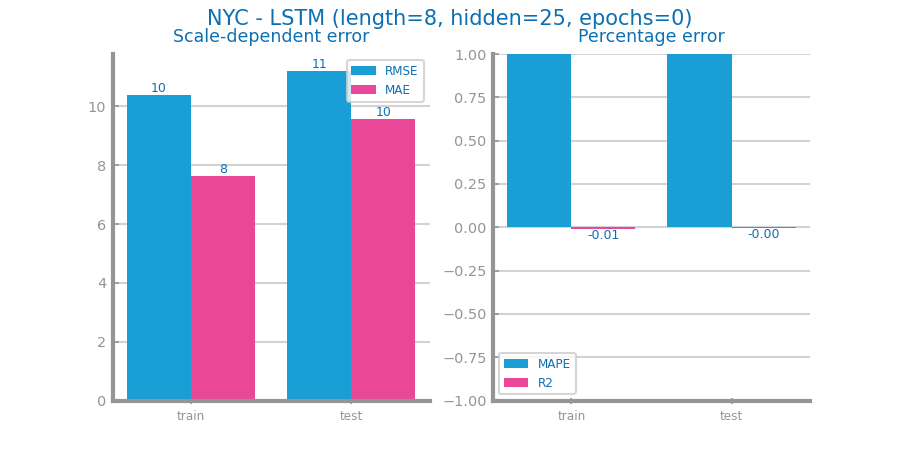 NYC - LSTM (length=8, hidden=25, epochs=0)
Scale-dependent error
Percentage error
10
8
11
10
RMSE
MAE
10
8
6
4
2
0
train
test
1.00
0.75
0.50
0.25
0.00
−0.25
−0.50
−0.75
−1.00
-0.01
-0.00
MAPE
R2
train
test